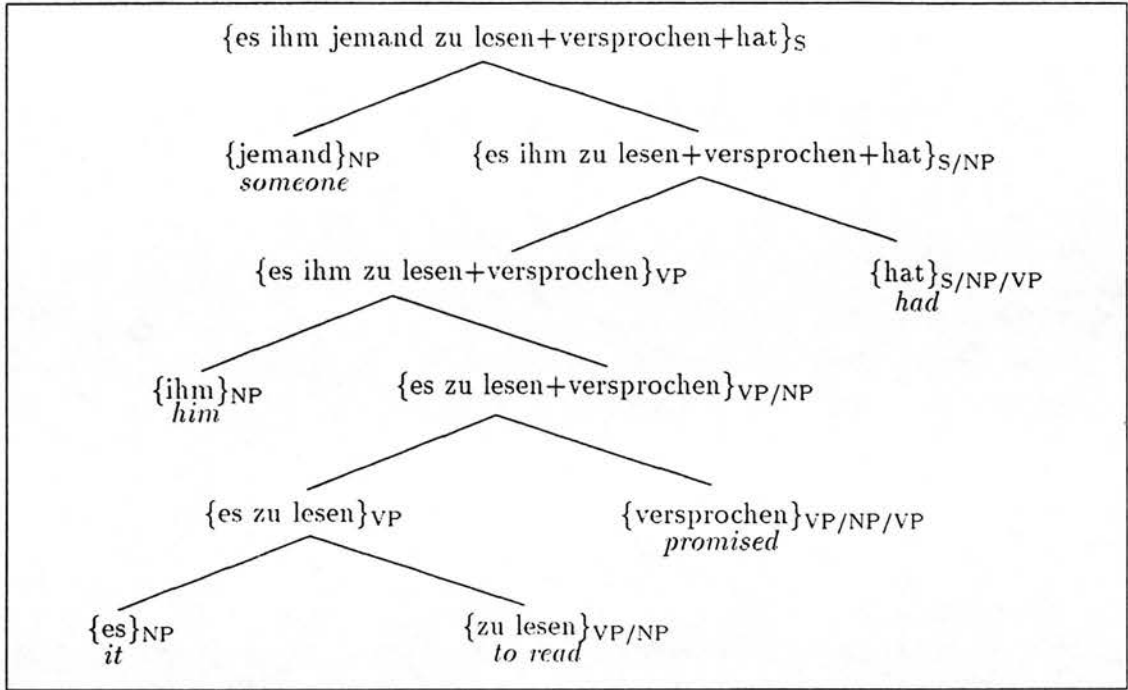 {es ihm jemand zu lesen+versprochen+hat}S
{jemand}NP {es ihm zu lesen+versprochen+hat}S/NP
someone
{es ihm zu lesen+versprochen}VP {hat}S/NP/VP
had
{ihm}NP {es zu lesen+versprochen}VP/NP
him
{es zu lesen}VP {versprochen}VP/NP/VP
promised
{es}NP {zu lesen}VP/NP
it to read